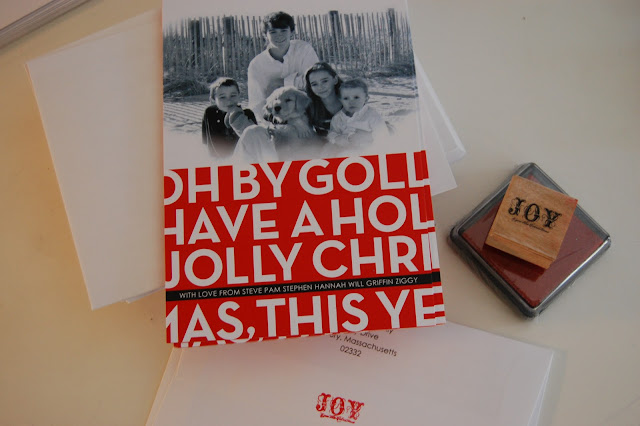 OH BY GOLL
HAVE A HOL
JOLLY CHRI
WITH LOVE FROM STEVE PAM STEPHEN HANNAH WILL GRIFFIN ZIGGY
MAS, THIS YE
JOY
Drive
Massachusetts
02332
JOY